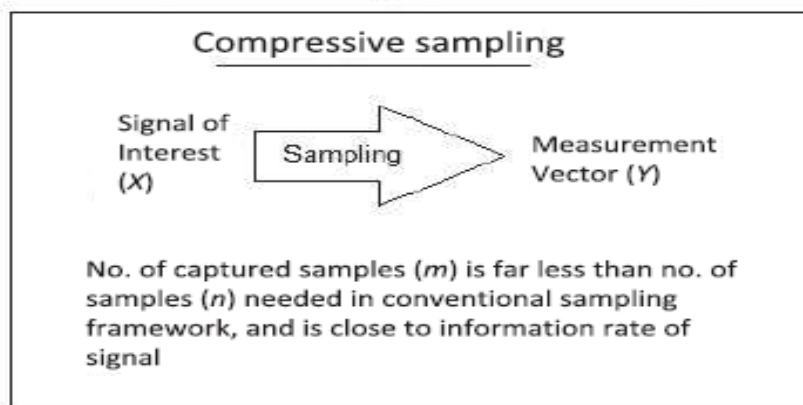 Compressive sampling
Signal of
Interest
(X)
Sampling
Measurement
Vector (Y)
No. of captured samples (m) is far less than no. of
samples (n) needed in conventional sampling
framework, and is close to information rate of
signal